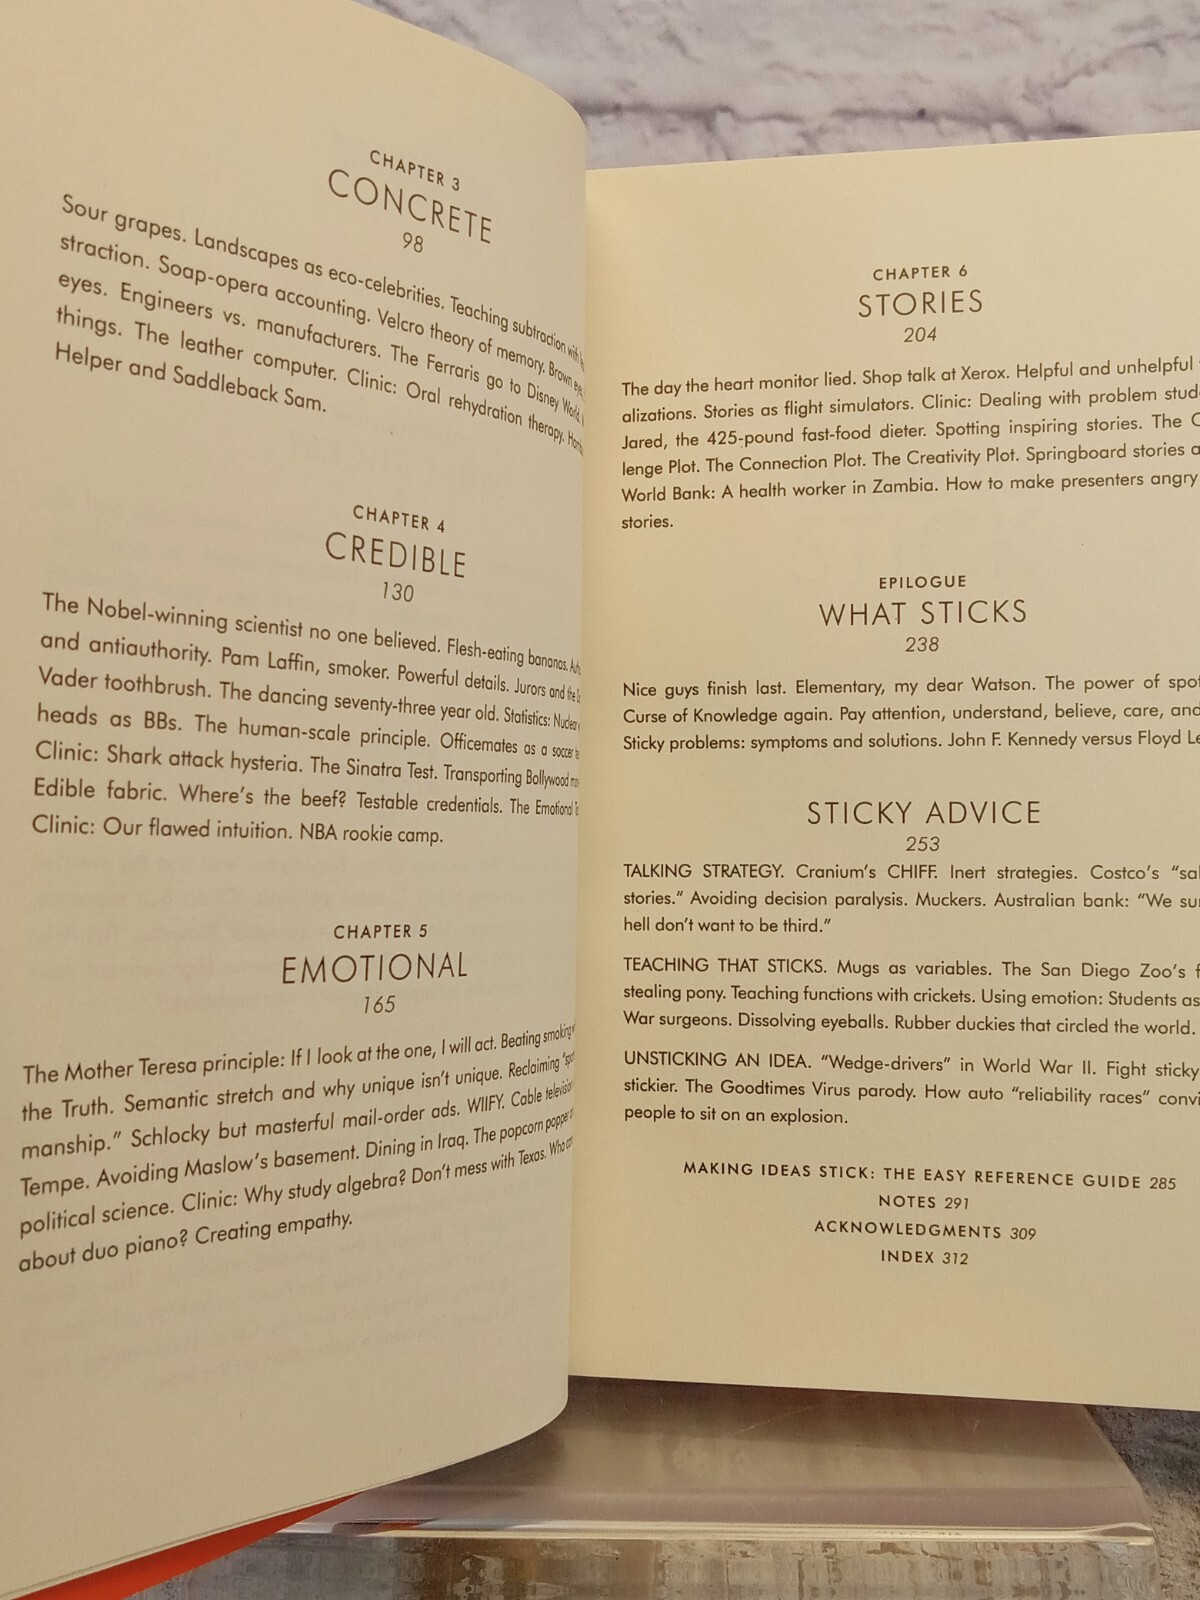 CHAPTER 3
CONCRETE
98
Sour grapes. Landscapes as eco-celebrities. Teaching subtraction with
straction. Soap-opera accounting. Velcro theory of memory. Brown eyes,
eyes. Engineers vs. manufacturers. The Ferraris go to Disney World.
things. The leather computer. Clinic: Oral rehydration therapy.
Helper and Saddleback Sam.
CHAPTER 4
CREDIBLE
130
The Nobel-winning scientist no one believed. Flesh-eating bananas.
and antiauthority. Pam Laffin, smoker. Powerful details. Jurors and the
Vader toothbrush. The dancing seventy-three year old. Statistics: Nuclear
heads as BBs. The human-scale principle. Officemates as a soccer
Clinic: Shark attack hysteria. The Sinatra Test. Transporting Bollywood
Edible fabric. Where's the beef? Testable credentials. The Emotional
Clinic: Our flawed intuition. NBA rookie camp.
CHAPTER 5
EMOTIONAL
165
The Mother Teresa principle: If I look at the one, I will act. Beating smoking
the Truth. Semantic stretch and why unique isn't unique. Reclaiming
manship." Schlocky but masterful mail-order ads. WIIFY. Cable television
Tempe. Avoiding Maslow's basement. Dining in Iraq. The popcorn popper
political science. Clinic: Why study algebra? Don't mess with Texas. Who
about duo piano? Creating empathy.
CHAPTER 6
STORIES
204
The day the heart monitor lied. Shop talk at Xerox. Helpful and unhelpful
alizations. Stories as flight simulators. Clinic: Dealing with problem
Jared, the 425-pound fast-food dieter. Spotting inspiring stories. The
lenge Plot. The Connection Plot. The Creativity Plot. Springboard stories
World Bank: A health worker in Zambia. How to make presenters angry
stories.
EPILOGUE
WHAT STICKS
238
Nice guys finish last. Elementary, my dear Watson. The power of
Curse of Knowledge again. Pay attention, understand, believe, care, and
Sticky problems: symptoms and solutions. John F. Kennedy versus Floyd
STICKY ADVICE
253
TALKING STRATEGY. Cranium's CHIFF. Inert strategies. Costco's
stories." Avoiding decision paralysis. Muckers. Australian bank: "We
hell don't want to be third."
TEACHING THAT STICKS. Mugs as variables. The San Diego Zoo's
stealing pony. Teaching functions with crickets. Using emotion: Students as
War surgeons. Dissolving eyeballs. Rubber duckies that circled the world.
UNSTICKING AN IDEA. "Wedge-drivers" in World War II. Fight sticky
stickier. The Goodtimes Virus parody. How auto "reliability races"
people to sit on an explosion.
MAKING IDEAS STICK: THE EASY REFERENCE GUIDE 285
NOTES 291
ACKNOWLEDGMENTS 309
INDEX 312